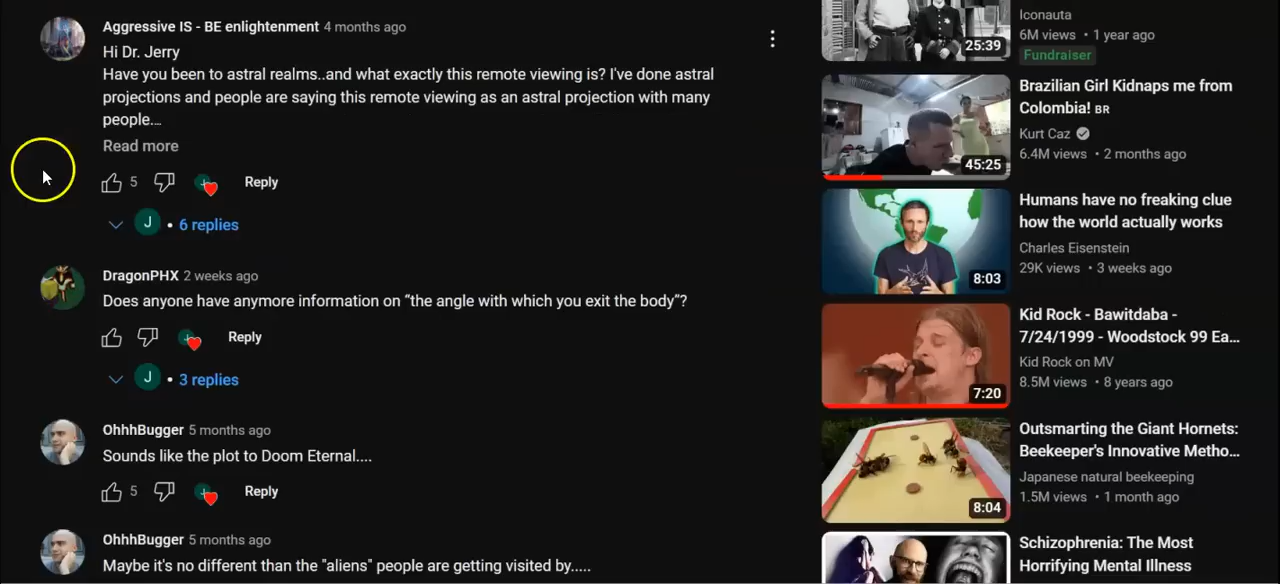 Aggressive IS - BE enlightenment 4 months ago
Hi Dr. Jerry
Have you been to astral realms..and what exactly this remote viewing is? I've done astral
projections and people are saying this remote viewing as an astral projection with many
people...
Read more
5 Reply
J • 6 replies
DragonPHX 2 weeks ago
Does anyone have anymore information on “the angle with which you exit the body”?
Reply
J • 3 replies
OhhhBugger 5 months ago
Sounds like the plot to Doom Eternal....
5 Reply
OhhhBugger 5 months ago
Maybe it's no different than the "aliens" people are getting visited by.....
25:39
Iconauta
6M views • 1 year ago
Fundraiser
45:25
Brazilian Girl Kidnaps me from
Colombia! BR
Kurt Caz
6.4M views • 2 months ago
8:03
Humans have no freaking clue
how the world actually works
Charles Eisenstein
29K views • 3 weeks ago
7:20
Kid Rock - Bawitdaba -
7/24/1999 - Woodstock 99 Ea...
Kid Rock on MV
8.5M views • 8 years ago
8:04
Outsmarting the Giant Hornets:
Beekeeper's Innovative Metho...
Japanese natural beekeeping
1.5M views • 1 month ago
Schizophrenia: The Most
Horrifying Mental Illness